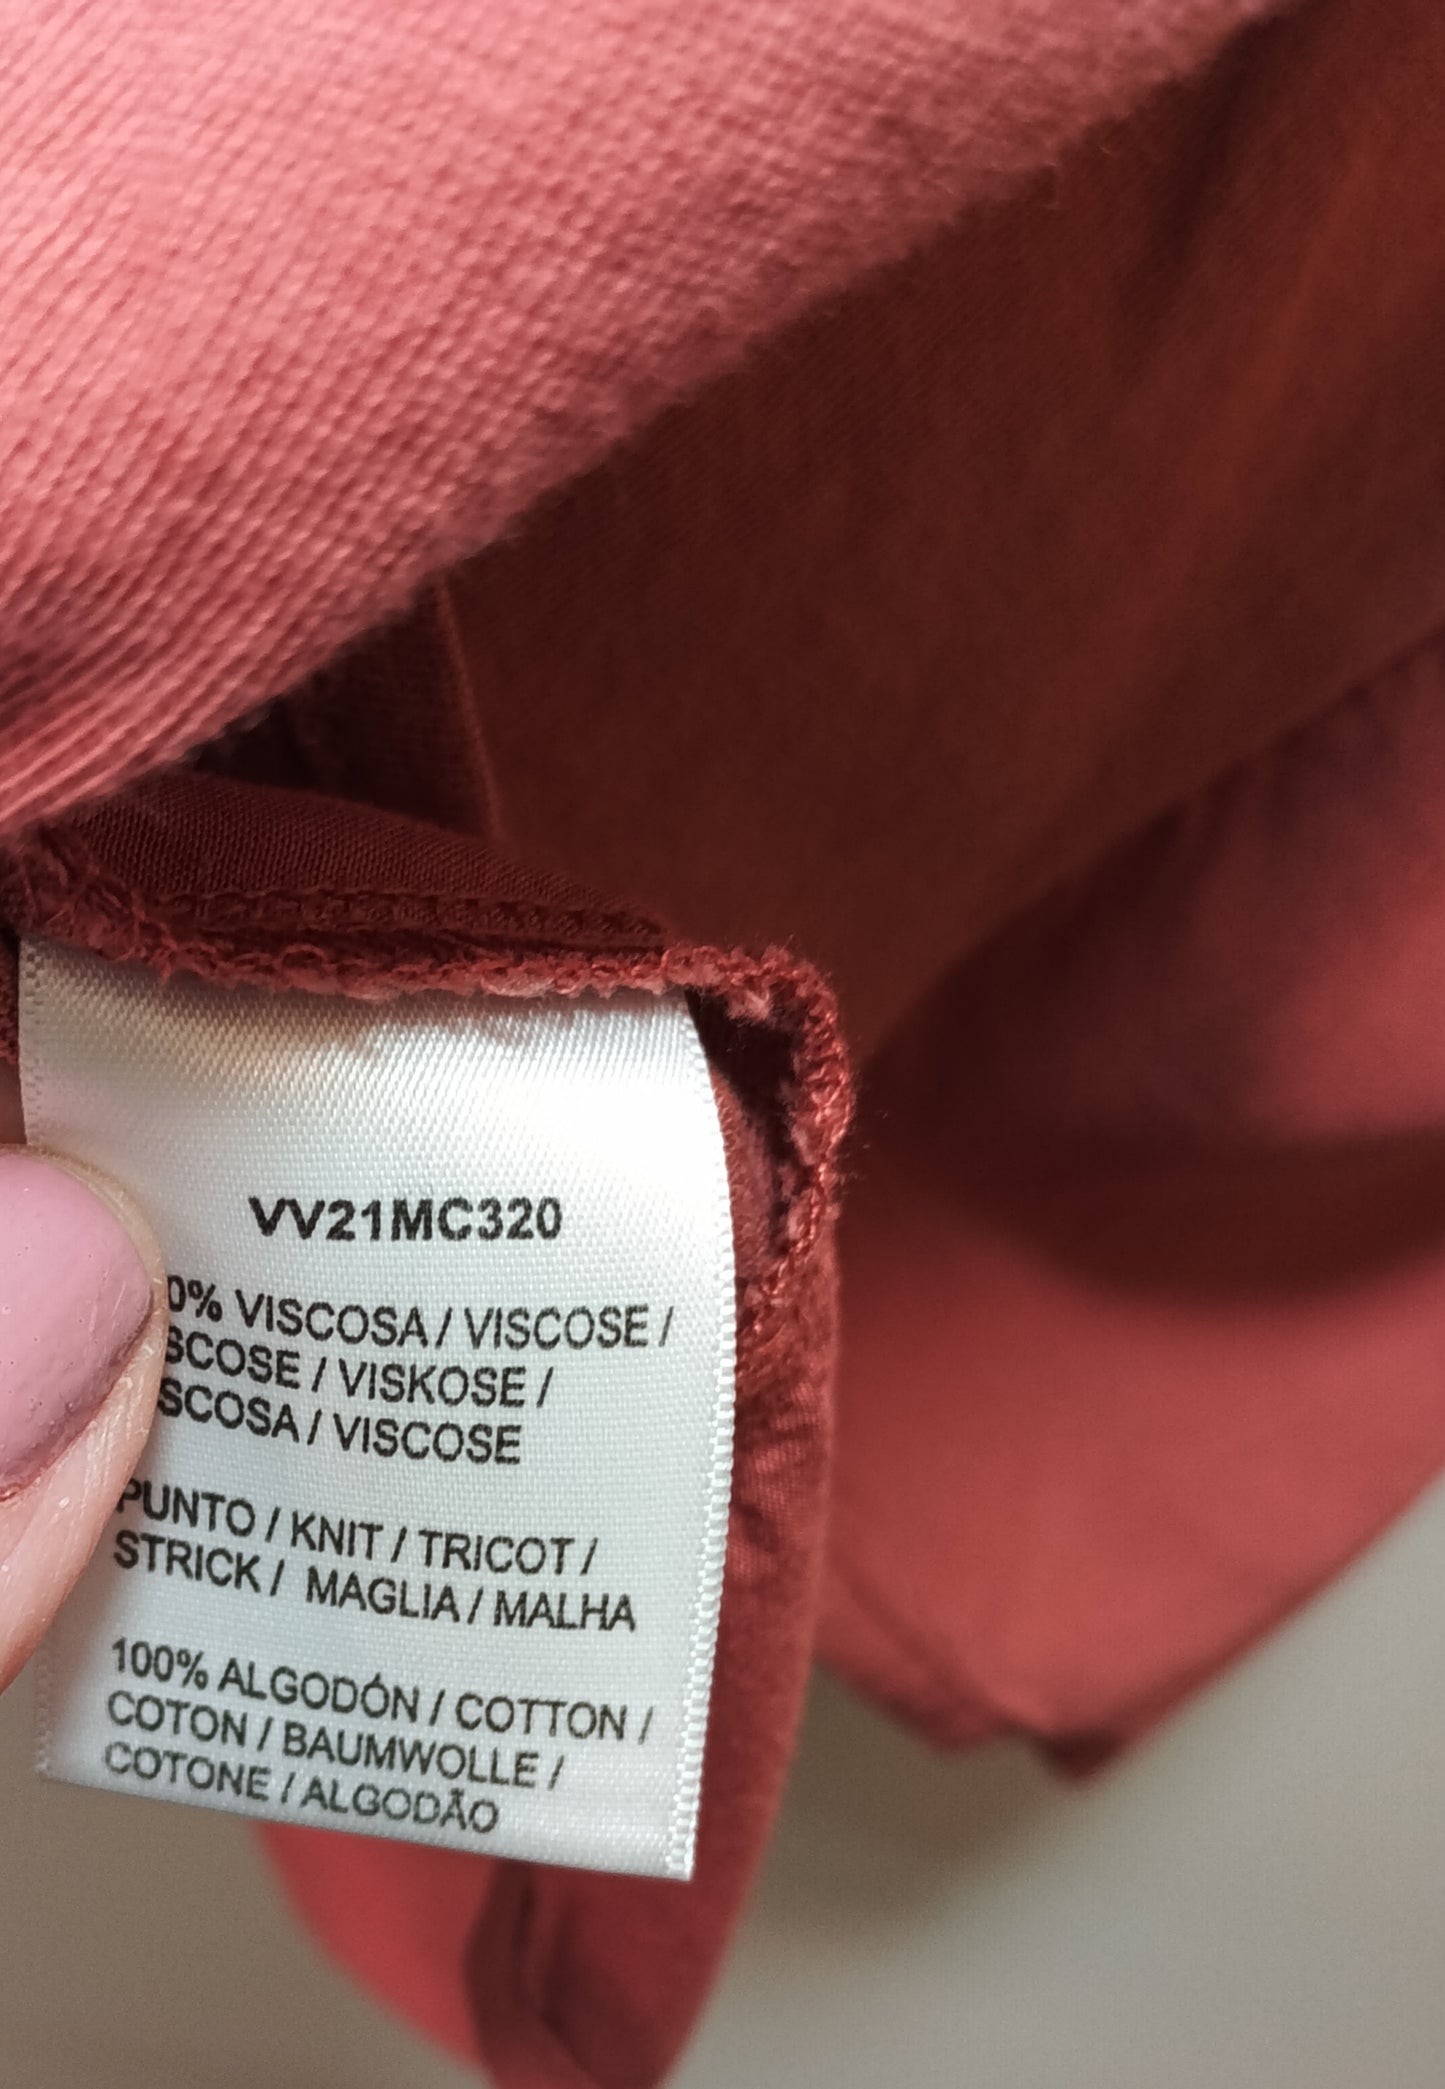 VV21MC320
0% VISCOSA / VISCOSE /
SCOSE / VISKOSE /
SCOSA / VISCOSE
PUNTO / KNIT / TRICOT /
STRICK / MAGLIA / MALHA
100% ALGODÓN / COTTON /
COTON / BAUMWOLLE /
COTONE / ALGODÃO